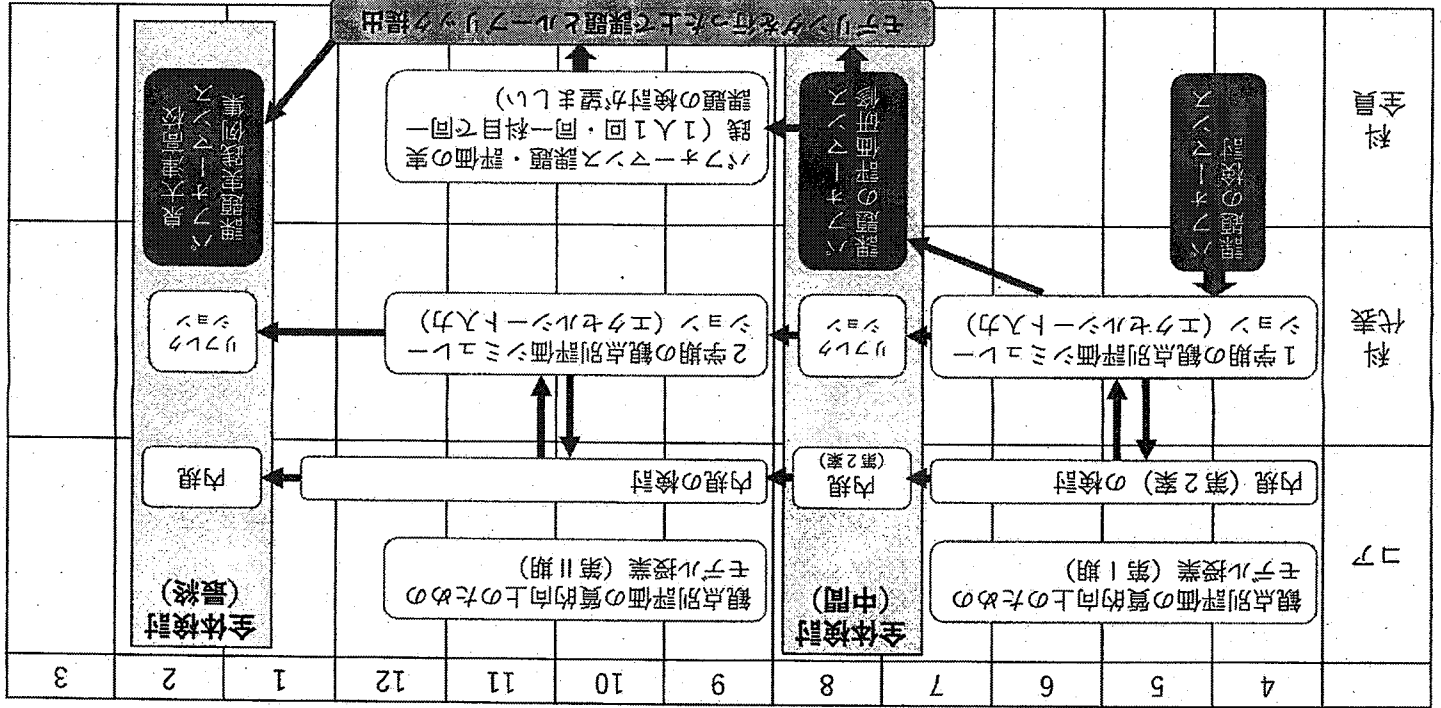 4 5 6 7 8 9 10 11 12 1 2 3
コア
観点別評価の質的向上のための
モデル授業（第Ⅰ期）
全体検討
（中間）
観点別評価の質的向上のための
モデル授業（第Ⅱ期）
全体検討
（最終）
内規（第２案）の検討
内規
（第２案）
内規の検討
内規
科
代表
１学期の観点別評価シミュレー
ション（エクセルシート入力）
リフレク
ション
２学期の観点別評価シミュレー
ション（エクセルシート入力）
リフレク
ション
科
全員
パフォーマンス
課題の検討
パフォーマンス
課題の評価研修
パフォーマンス課題・評価の実
践（１人１回・同一科目で同一
課題の検討が望ましい）
泉大津高校
パフォーマンス
課題実践例集
モデリングを行った上で課題とルーブリック提出